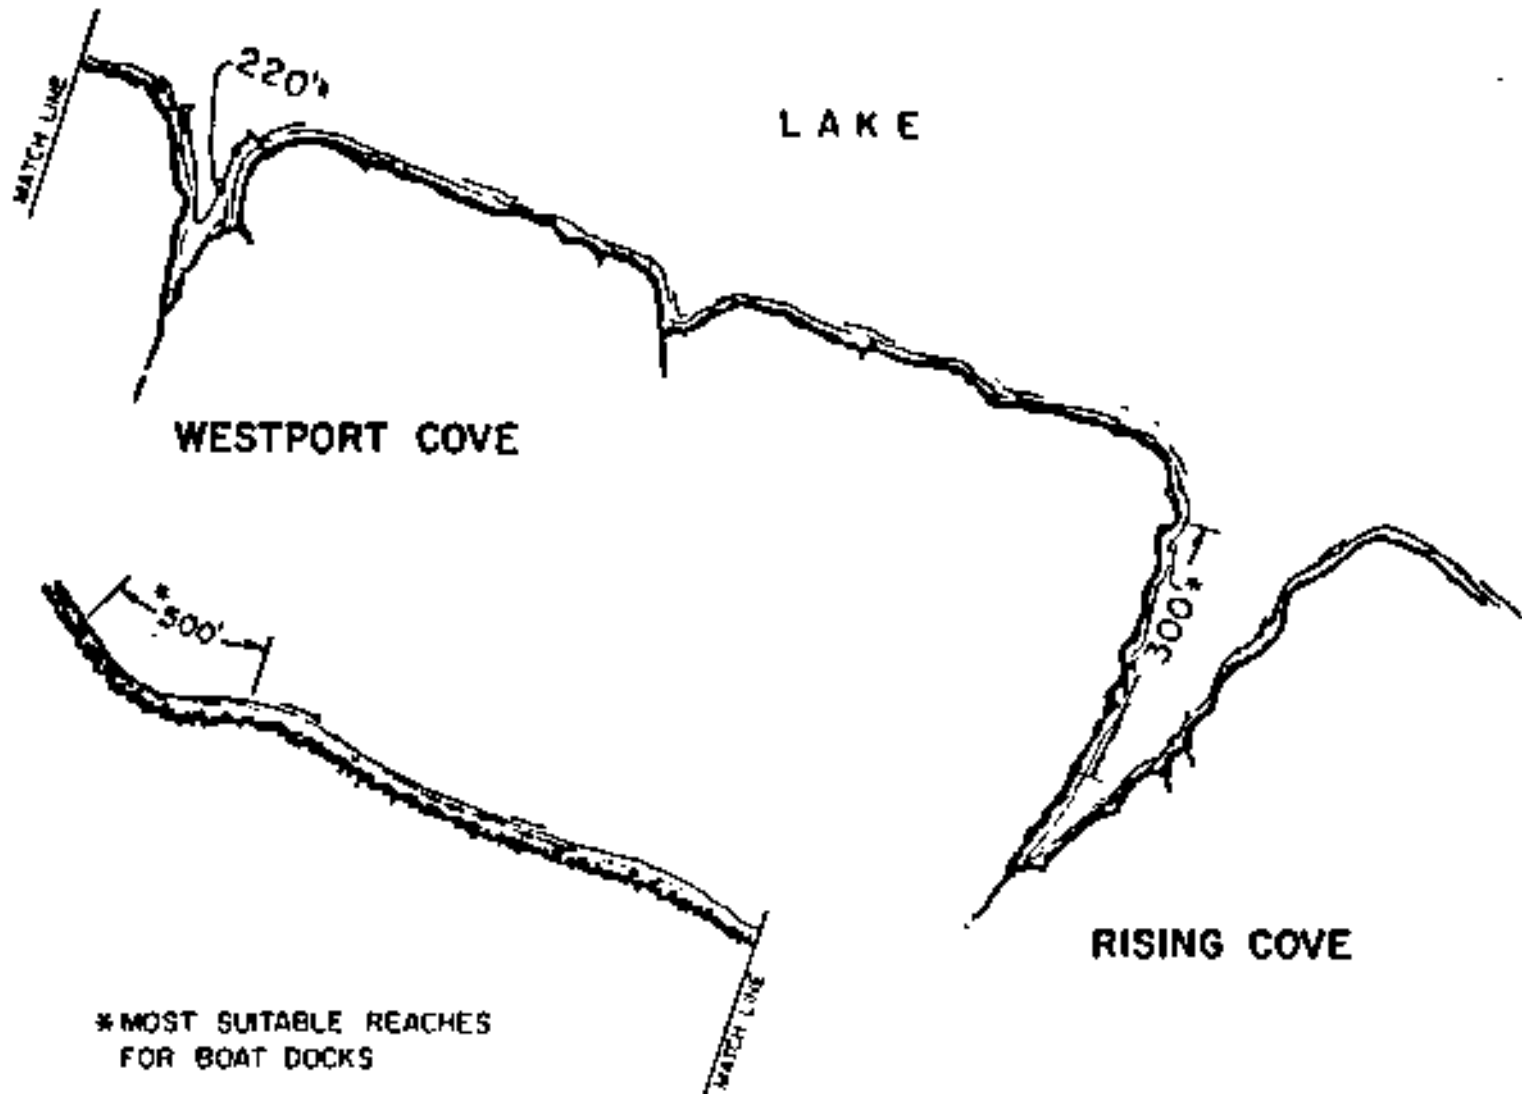 MATCH LINE
220'*
LAKE
WESTPORT COVE
*
500'
300'*
RISING COVE
MATCH LINE
* MOST SUITABLE REACHES
FOR BOAT DOCKS